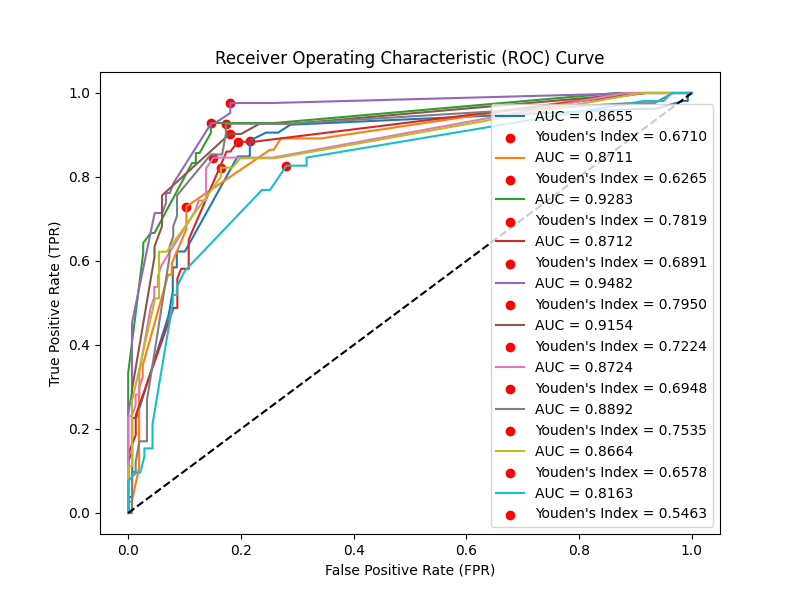 Receiver Operating Characteristic (ROC) Curve
True Positive Rate (TPR)
1.0
0.8
0.6
0.4
0.2
0.0
AUC = 0.8655
Youden's Index = 0.6710
AUC = 0.8711
Youden's Index = 0.6265
AUC = 0.9283
Youden's Index = 0.7819
AUC = 0.8712
Youden's Index = 0.6891
AUC = 0.9482
Youden's Index = 0.7950
AUC = 0.9154
Youden's Index = 0.7224
AUC = 0.8724
Youden's Index = 0.6948
AUC = 0.8892
Youden's Index = 0.7535
AUC = 0.8664
Youden's Index = 0.6578
AUC = 0.8163
Youden's Index = 0.5463
0.0 0.2 0.4 0.6 0.8 1.0
False Positive Rate (FPR)